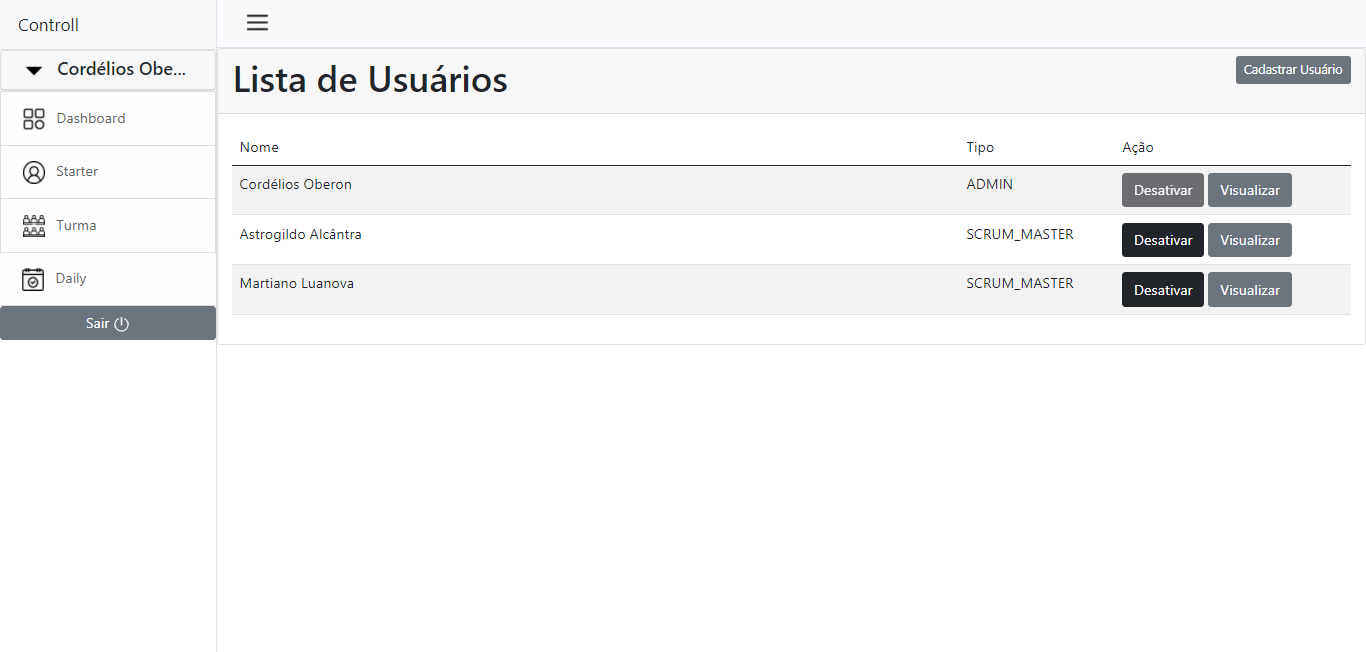 Controll
Cordélios Obe...
Dashboard
Starter
Turma
Daily
Sair
Lista de Usuários
Cadastrar Usuário
Nome Tipo Ação
Cordélios Oberon ADMIN Desativar Visualizar
Astrogildo Alcântra SCRUM_MASTER Desativar Visualizar
Martiano Luanova SCRUM_MASTER Desativar Visualizar